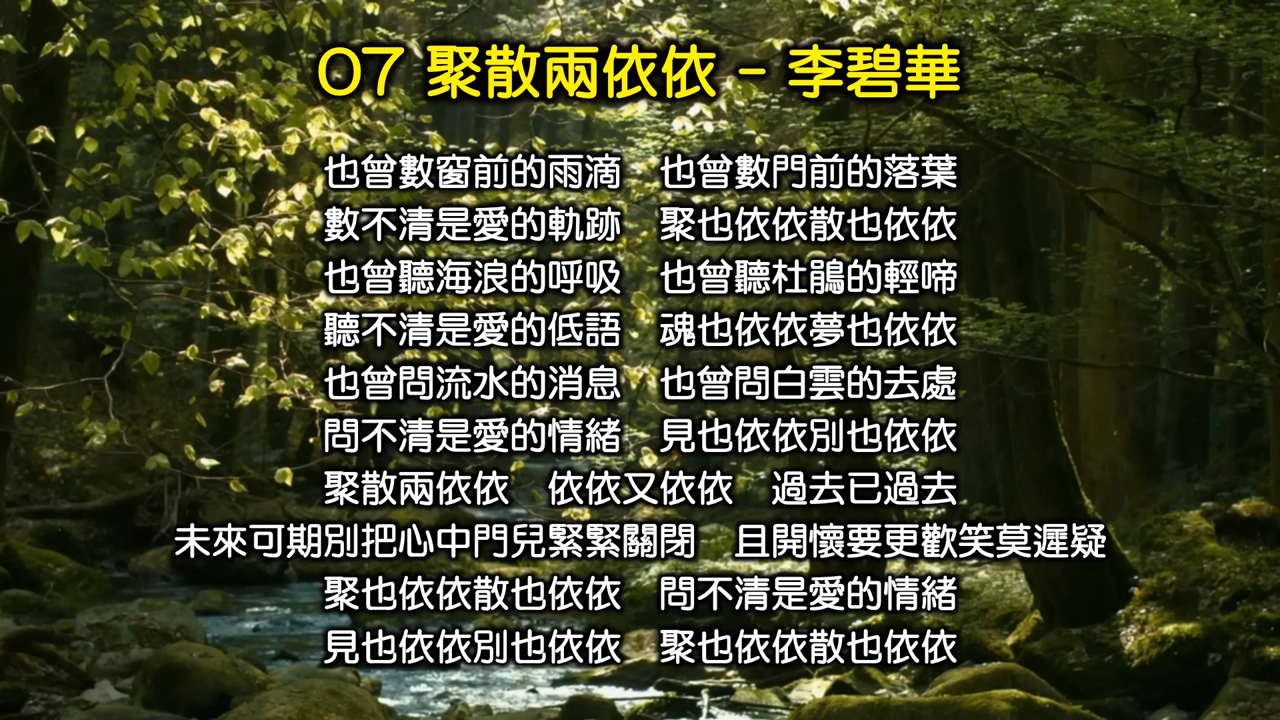 07 聚散兩依依 - 李碧華
也曾數窗前的雨滴　也曾數門前的落葉
數不清是愛的軌跡　聚也依依散也依依
也曾聽海浪的呼吸　也曾聽杜鵑的輕啼
聽不清是愛的低語　魂也依依夢也依依
也曾問流水的消息　也曾問白雲的去處
問不清是愛的情緒　見也依依別也依依
聚散兩依依　依依又依依　過去已過去
未來可期別把心中門兒緊緊關閉　且開懷要更歡笑莫遲疑
聚也依依散也依依　問不清是愛的情緒
見也依依別也依依　聚也依依散也依依